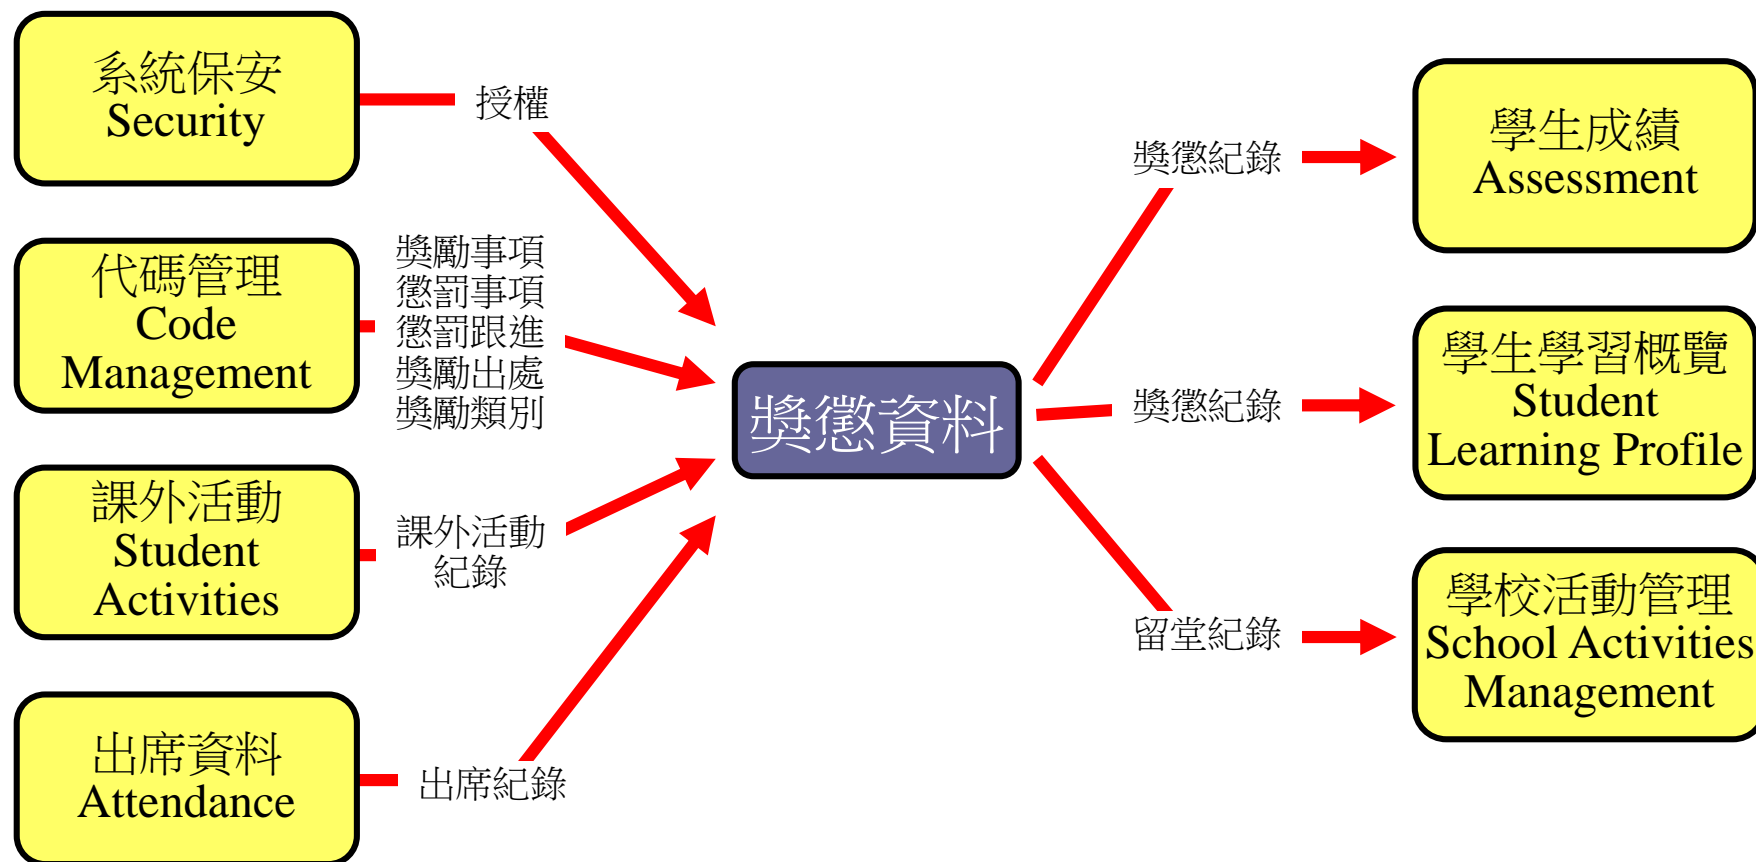 系統保安
Security
授權
代碼管理
Code
Management
獎勵事項
懲罰事項
懲罰跟進
獎勵出處
獎勵類別
課外活動
Student
Activities
課外活動
紀錄
出席資料
Attendance
出席紀錄
獎懲資料
獎懲紀錄
學生成績
Assessment
獎懲紀錄
學生學習概覽
Student
Learning Profile
留堂紀錄
學校活動管理
School Activities
Management